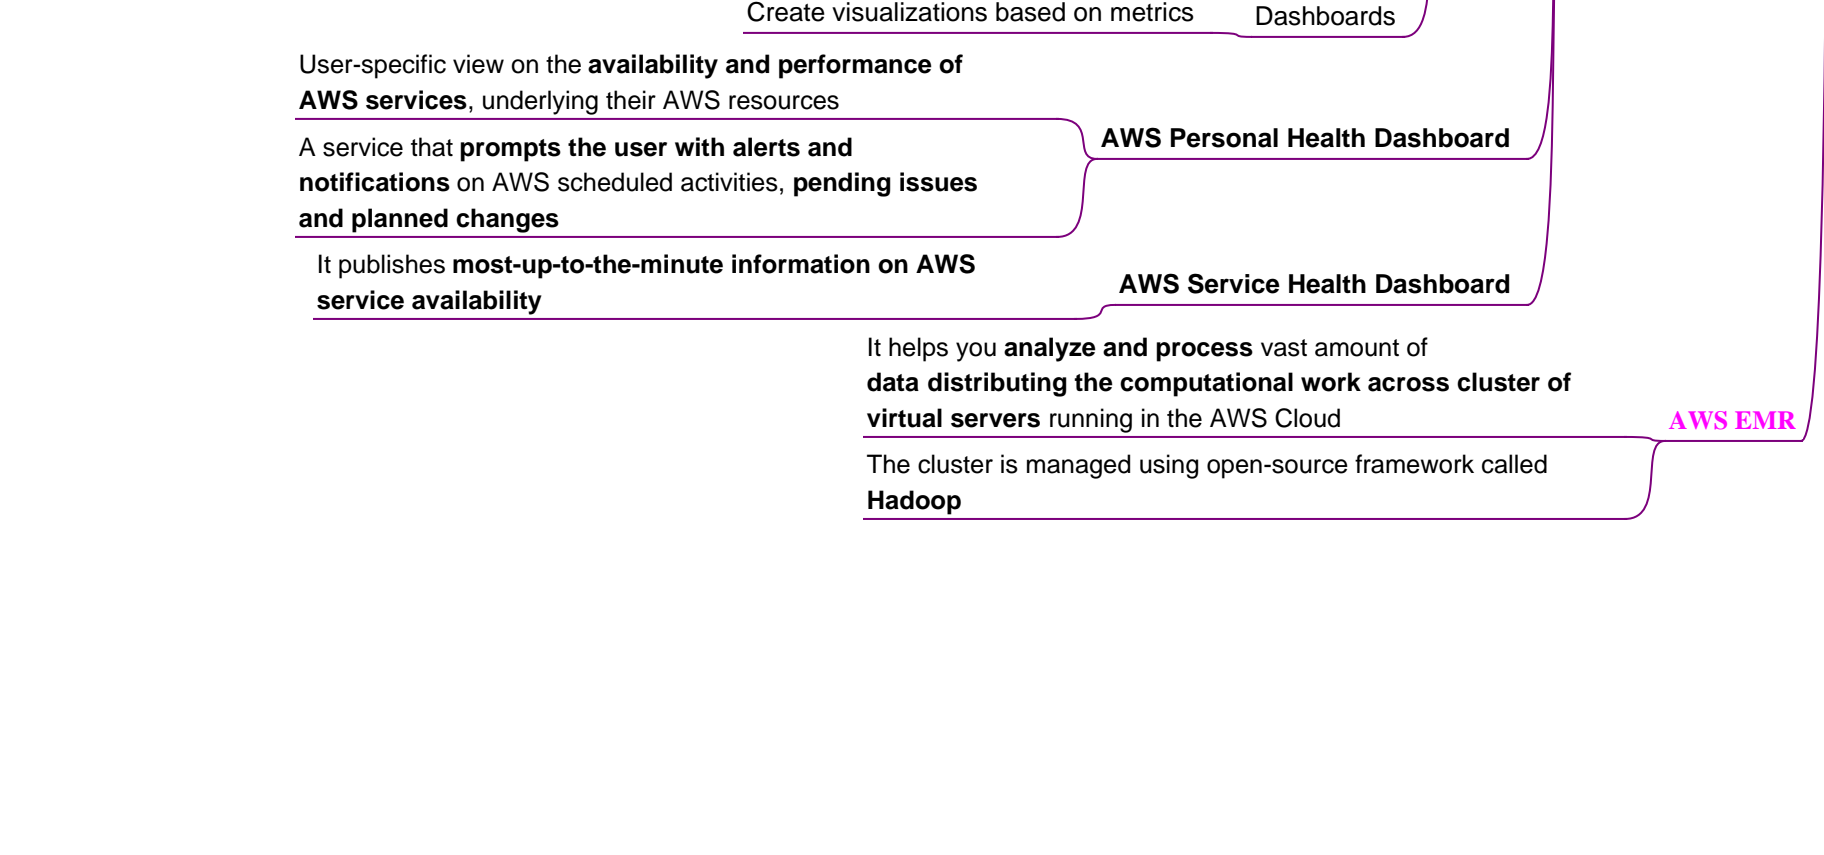 Create visualizations based on metrics
Dashboards
User-specific view on the availability and performance of
AWS services, underlying their AWS resources
AWS Personal Health Dashboard
A service that prompts the user with alerts and
notifications on AWS scheduled activities, pending issues
and planned changes
It publishes most-up-to-the-minute information on AWS
service availability
AWS Service Health Dashboard
It helps you analyze and process vast amount of
data distributing the computational work across cluster of
virtual servers running in the AWS Cloud
AWS EMR
The cluster is managed using open-source framework called
Hadoop